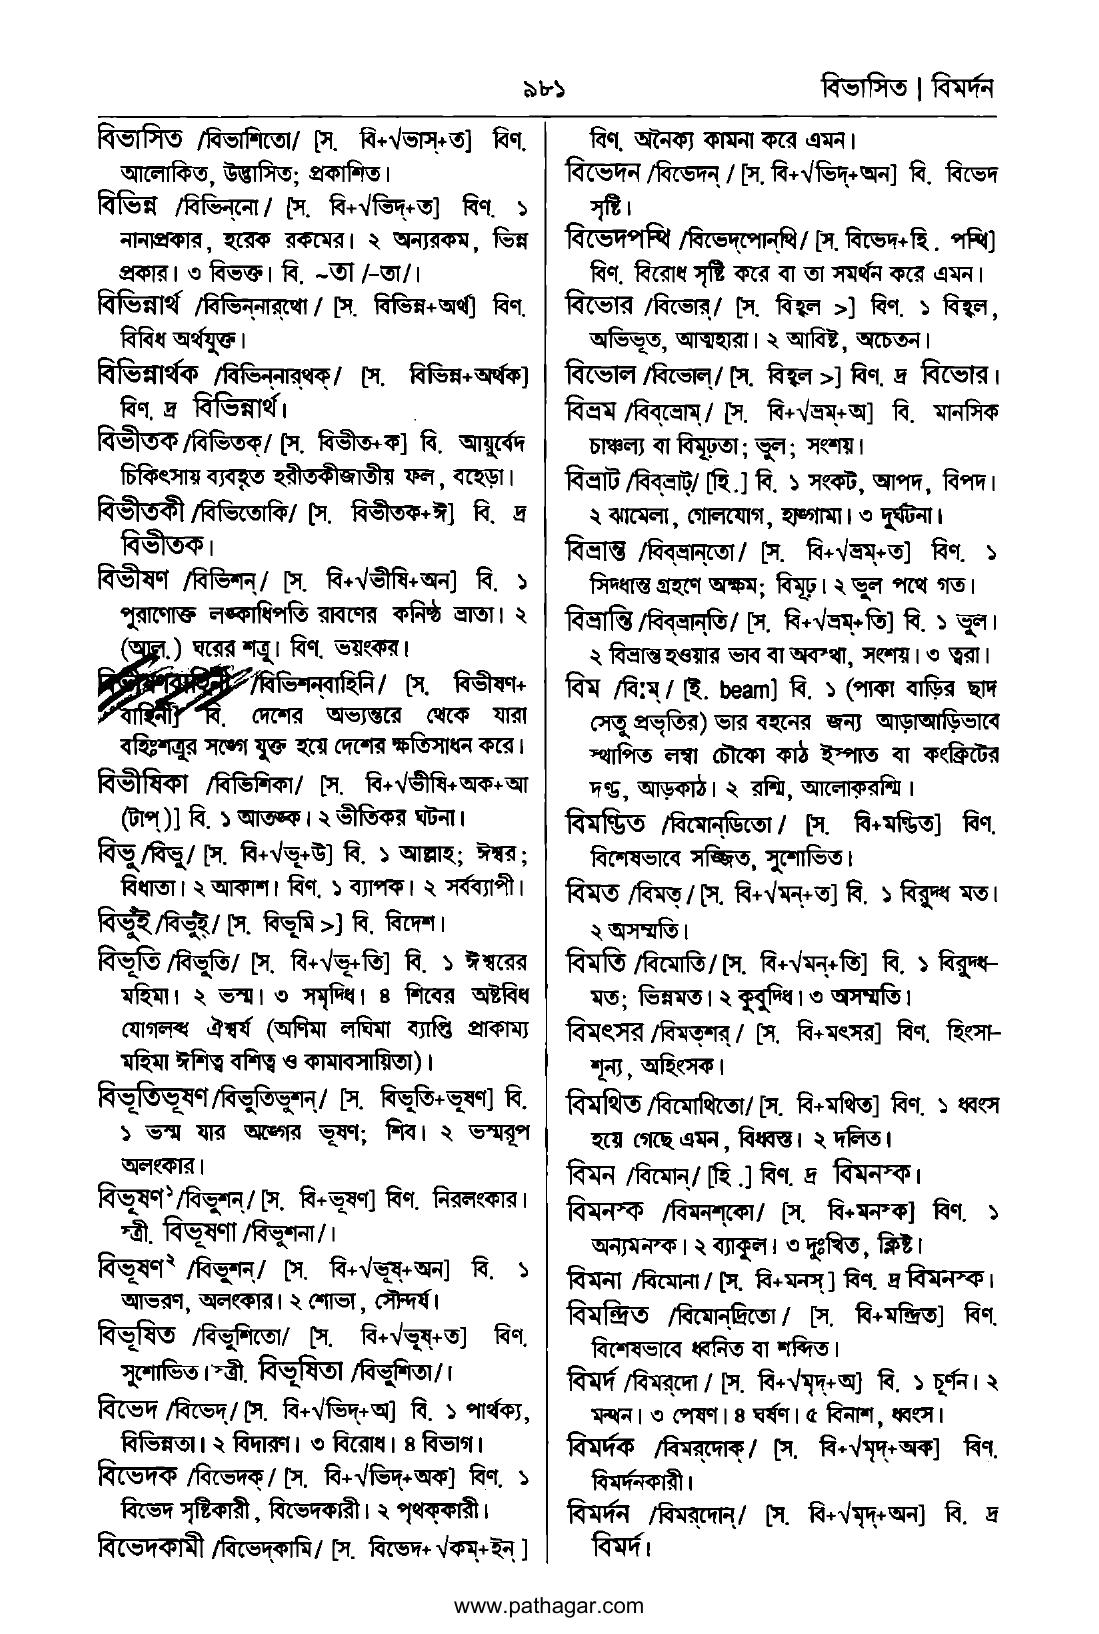 ৯৮১
বিভাসিত | বিমর্দন
বিভাসিত /বিভাশিতো/ [স. বি+√ভাস্+ত] বিণ.
আলোকিত, উদ্ভাসিত; প্রকাশিত।
বিভিন্ন /বিভিন্‌নো/ [স. বি+√ভিদ্+ত] বিণ. ১
নানাপ্রকার, হরেক রকমের। ২ অন্যরকম, ভিন্ন
প্রকার। ৩ বিভক্ত। বি. ~তা /–তা/।
বিভিন্নার্থ /বিভিন্‌নার্‌থো/ [স. বিভিন্ন+অর্থ] বিণ.
বিবিধ অর্থযুক্ত।
বিভিন্নার্থক /বিভিন্‌নার্‌থক্/ [স. বিভিন্ন+অর্থক]
বিণ. দ্র বিভিন্নার্থ।
বিভীতক /বিভিতক্/ [স. বিভীত+ক] বি. আয়ুর্বেদ
চিকিৎসায় ব্যবহৃত হরীতকীজাতীয় ফল, বহেড়া।
বিভীতকী /বিভিতোকি/ [স. বিভীতক+ঈ] বি. দ্র
বিভীতক।
বিভীষণ /বিভিশন্/ [স. বি+√ভীষি+অন] বি. ১
পুরাণোক্ত লঙ্কাধিপতি রাবণের কনিষ্ঠ ভ্রাতা। ২
(আল.) ঘরের শত্রু। বিণ. ভয়ংকর।
বিভীষণবাহিনী /বিভিশনবাহিনি/ [স. বিভীষণ+
বাহিনী] বি. দেশের অভ্যন্তরে থেকে যারা
বহিঃশত্রুর সঙ্গে যুক্ত হয়ে দেশের ক্ষতিসাধন করে।
বিভীষিকা /বিভিশিকা/ [স. বি+√ভীষি+অক+আ
(টাপ্)] বি. ১ আতঙ্ক। ২ ভীতিকর ঘটনা।
বিভু /বিভু/ [স. বি+√ভূ+উ] বি. ১ আল্লাহ; ঈশ্বর;
বিধাতা। ২ আকাশ। বিণ. ১ ব্যাপক। ২ সর্বব্যাপী।
বিভুঁই /বিভুঁই/ [স. বিভূমি >] বি. বিদেশ।
বিভূতি /বিভুতি/ [স. বি+√ভূ+তি] বি. ১ ঈশ্বরের
মহিমা। ২ ভস্ম। ৩ সমৃদ্ধি। ৪ শিবের অষ্টবিধ
যোগলব্ধ ঐশ্বর্য (অণিমা লঘিমা ব্যাপ্তি প্রাকাম্য
মহিমা ঈশিত্ব বশিত্ব ও কামাবসায়িতা)।
বিভূতিভূষণ /বিভুতিভুশন্/ [স. বিভূতি+ভূষণ] বি.
১ ভস্ম যার অঙ্গের ভূষণ; শিব। ২ ভস্মরূপ
অলংকার।
বিভূষণ১ /বিভুশন্/ [স. বি+ভূষণ] বিণ. নিরলংকার।
স্ত্রী. বিভূষণা /বিভুশনা/।
বিভূষণ২ /বিভুশন্/ [স. বি+√ভূষ্+অন] বি. ১
আভরণ, অলংকার। ২ শোভা, সৌন্দর্য।
বিভূষিত /বিভুশিতো/ [স. বি+√ভূষ্+ত] বিণ.
সুশোভিত। স্ত্রী. বিভূষিতা /বিভুশিতা/।
বিভেদ /বিভেদ্/ [স. বি+√ভিদ্+অ] বি. ১ পার্থক্য,
বিভিন্নতা। ২ বিদারণ। ৩ বিরোধ। ৪ বিভাগ।
বিভেদক /বিভেদক্/ [স. বি+√ভিদ্+অক] বিণ. ১
বিভেদ সৃষ্টিকারী, বিভেদকারী। ২ পৃথক্‌কারী।
বিভেদকামী /বিভেদ্‌কামি/ [স. বিভেদ+√কম্+ইন্]
বিণ. অনৈক্য কামনা করে এমন।
বিভেদন /বিভেদন্/ [স. বি+√ভিদ্+অন] বি. বিভেদ
সৃষ্টি।
বিভেদপন্থি /বিভেদ্‌পোন্‌থি/ [স. বিভেদ+হি. পন্থি]
বিণ. বিরোধ সৃষ্টি করে বা তা সমর্থন করে এমন।
বিভোর /বিভোর্/ [স. বিহ্বল >] বিণ. ১ বিহ্বল,
অভিভূত, আত্মহারা। ২ আবিষ্ট, অচেতন।
বিভোল /বিভোল্/ [স. বিহ্বল >] বিণ. দ্র বিভোর।
বিভ্রম /বিব্‌ভ্রোম্/ [স. বি+√ভ্রম্+অ] বি. মানসিক
চাঞ্চল্য বা বিমূঢ়তা; ভুল; সংশয়।
বিভ্রাট /বিব্‌ভ্রাট্/ [হি.] বি. ১ সংকট, আপদ, বিপদ।
২ ঝামেলা, গোলযোগ, হাঙ্গামা। ৩ দুর্ঘটনা।
বিভ্রান্ত /বিব্‌ভ্রান্‌তো/ [স. বি+√ভ্রম্+ত] বিণ. ১
সিদ্ধান্ত গ্রহণে অক্ষম; বিমূঢ়। ২ ভুল পথে গত।
বিভ্রান্তি /বিব্‌ভ্রান্‌তি/ [স. বি+√ভ্রম্+তি] বি. ১ ভুল।
২ বিভ্রান্ত হওয়ার ভাব বা অবস্থা, সংশয়। ৩ ত্বরা।
বিম /বি:ম্/ [ই. beam] বি. ১ (পাকা বাড়ির ছাদ
সেতু প্রভৃতির) ভার বহনের জন্য আড়াআড়িভাবে
স্থাপিত লম্বা চৌকো কাঠ ইস্পাত বা কংক্রিটের
দণ্ড, আড়কাঠ। ২ রশ্মি, আলোকরশ্মি।
বিমণ্ডিত /বিমোন্‌ডিতো/ [স. বি+মণ্ডিত] বিণ.
বিশেষভাবে সজ্জিত, সুশোভিত।
বিমত /বিমত্/ [স. বি+√মন্+ত] বি. ১ বিরুদ্ধ মত।
২ অসম্মতি।
বিমতি /বিমোতি/ [স. বি+√মন্+তি] বি. ১ বিরুদ্ধ–
মত; ভিন্নমত। ২ কুবুদ্ধি। ৩ অসম্মতি।
বিমৎসর /বিমত্‌শর্/ [স. বি+মৎসর] বিণ. হিংসা–
শূন্য, অহিংসক।
বিমথিত /বিমোথিতো/ [স. বি+মথিত] বিণ. ১ ধ্বংস
হয়ে গেছে এমন, বিধ্বস্ত। ২ দলিত।
বিমন /বিমোন্/ [হি.] বিণ. দ্র বিমনস্ক।
বিমনস্ক /বিমনশ্‌কো/ [স. বি+মনস্ক] বিণ. ১
অন্যমনস্ক। ২ ব্যাকুল। ৩ দুঃখিত, ক্লিষ্ট।
বিমনা /বিমোনা/ [স. বি+মনস্] বিণ. দ্র বিমনস্ক।
বিমন্দ্রিত /বিমোন্‌দ্রিতো/ [স. বি+মন্দ্রিত] বিণ.
বিশেষভাবে ধ্বনিত বা শব্দিত।
বিমর্দ /বিমর্‌দো/ [স. বি+√মৃদ্+অ] বি. ১ চূর্ণন। ২
মন্থন। ৩ পেষণ। ৪ ঘর্ষণ। ৫ বিনাশ, ধ্বংস।
বিমর্দক /বিমর্‌দোক্/ [স. বি+√মৃদ্+অক] বিণ.
বিমর্দনকারী।
বিমর্দন /বিমর্‌দোন্/ [স. বি+√মৃদ্+অন] বি. দ্র
বিমর্দ।
www.pathagar.com